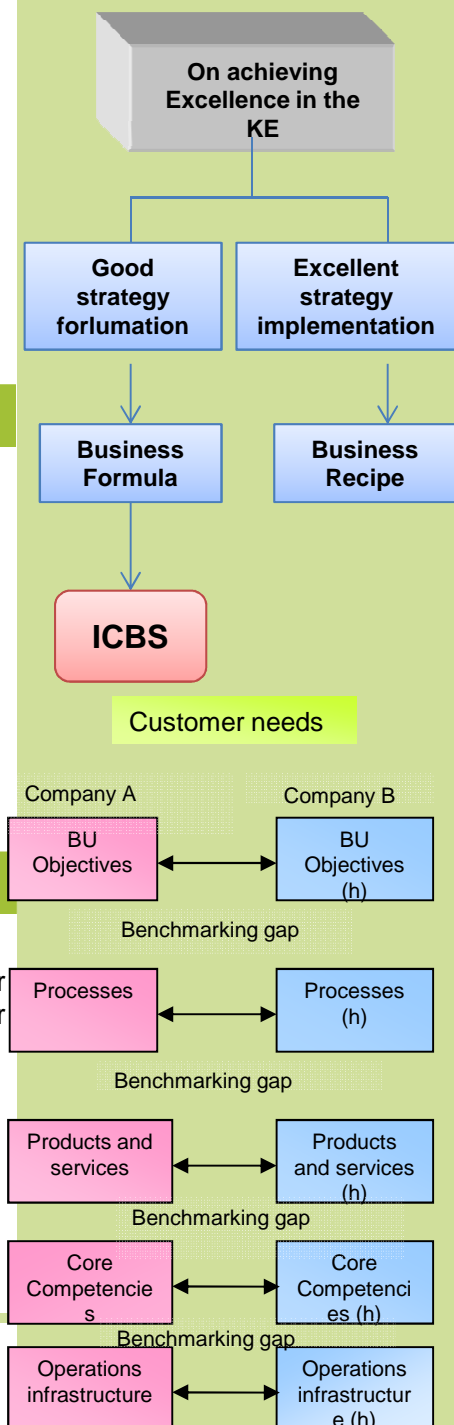 On achieving
Excellence in the
KE
Good
strategy
forlumation
Excellent
strategy
implementation
Business
Formula
Business
Recipe
ICBS
Customer needs
Company A
Company B
BU
Objectives
BU
Objectives
(h)
Benchmarking gap
r
r
Processes
Processes
(h)
Benchmarking gap
Products and
services
Products
and services
(h)
Benchmarking gap
Core
Competencie
s
Core
Competenci
es (h)
Benchmarking gap
Operations
infrastructure
Operations
infrastructur
e (h)